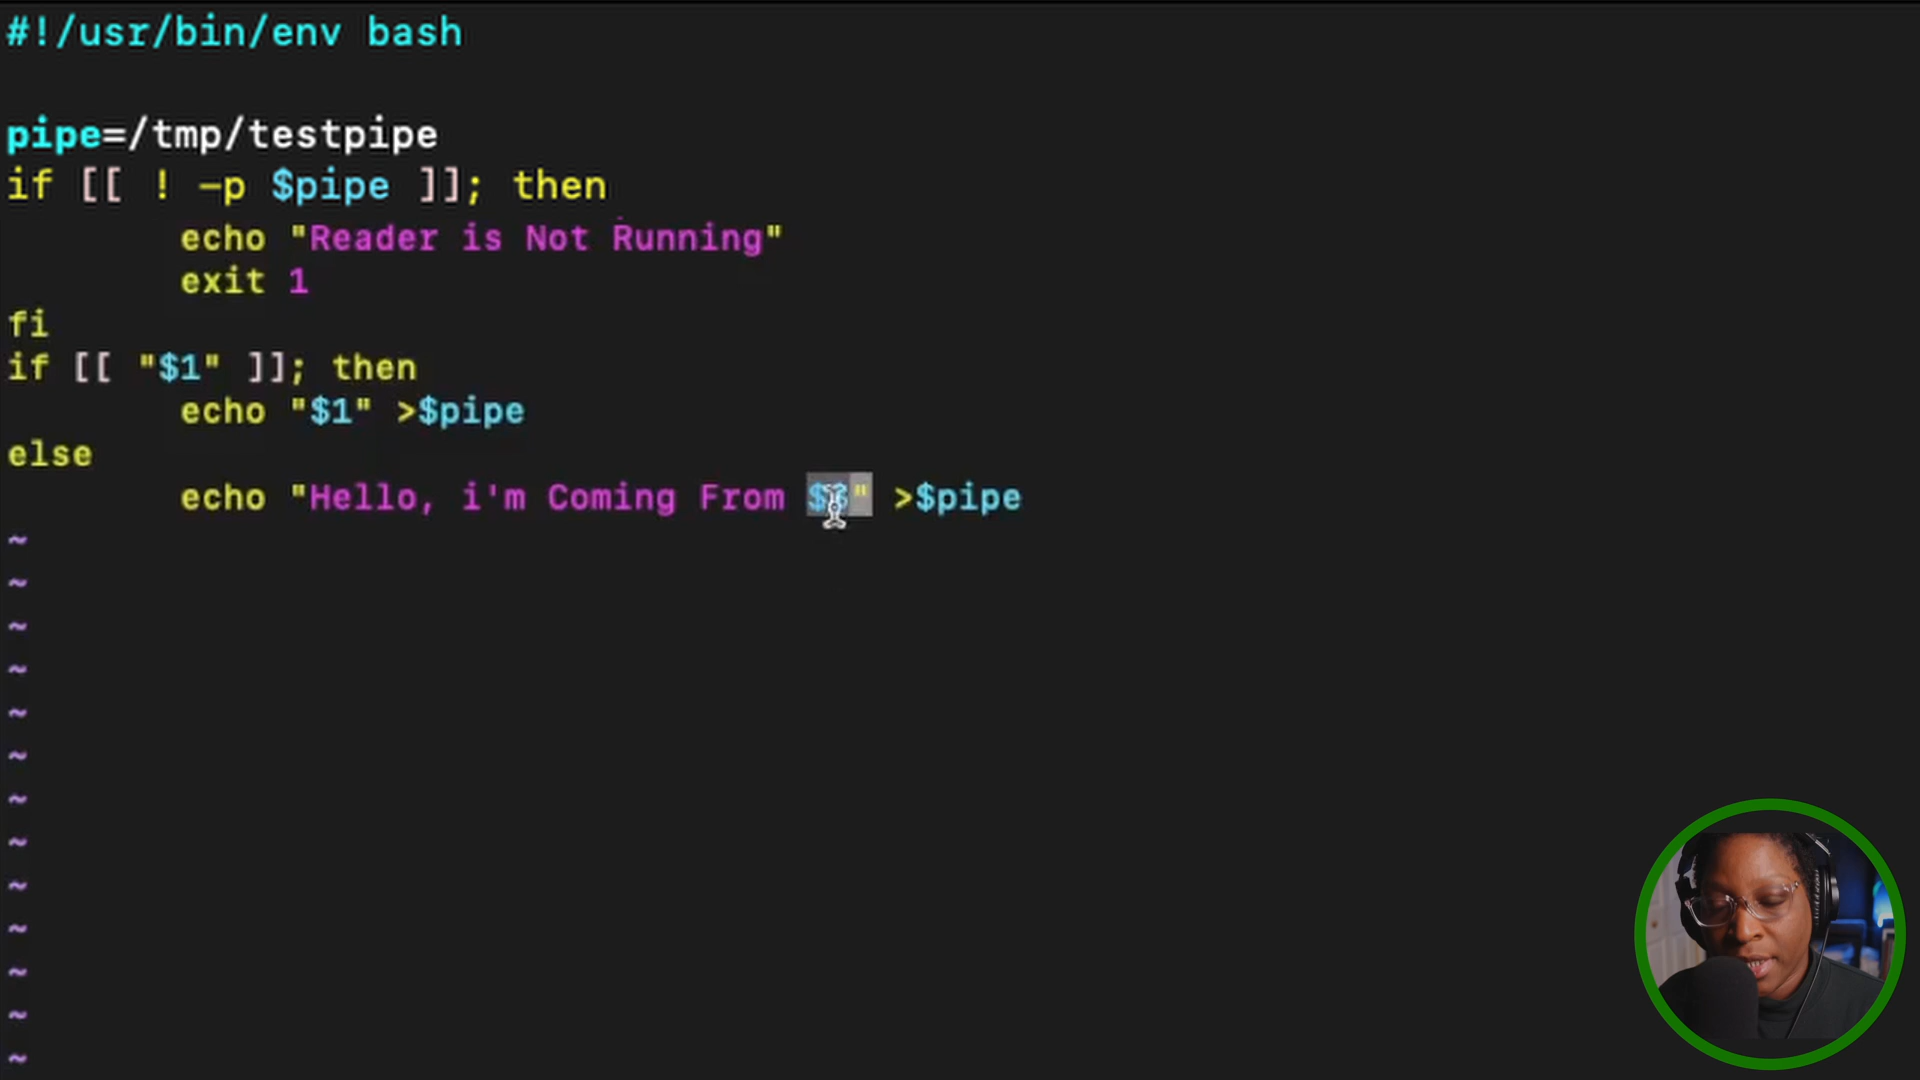 #!/usr/bin/env bash
pipe=/tmp/testpipe
if [[ ! -p $pipe ]]; then
echo "Reader is Not Running"
exit 1
fi
if [[ "$1" ]]; then
echo "$1" >$pipe
else
echo "Hello, i'm Coming From $$" >$pipe
~
~
~
~
~
~
~
~
~
~
~
~
~